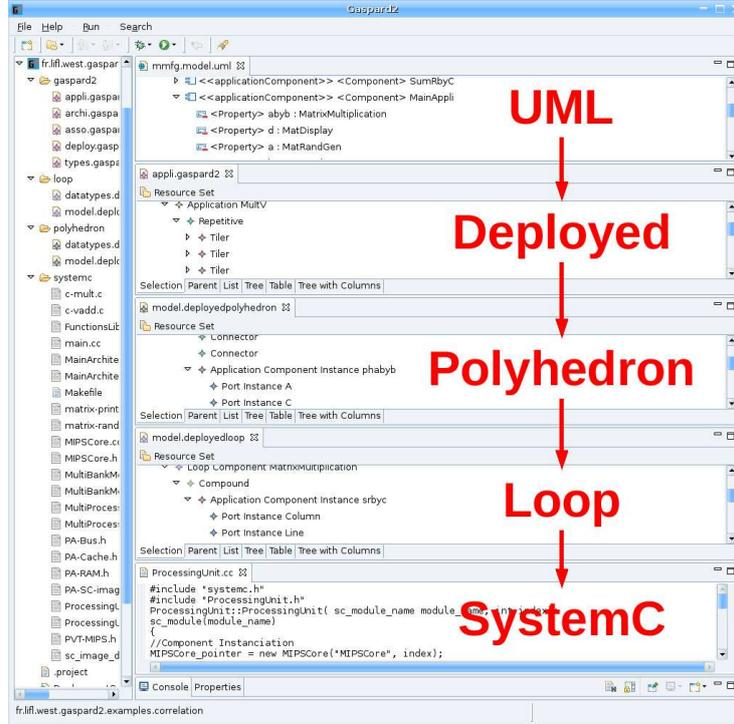 Gaspard2
File Help Run Search
fr.lifl.west.gaspar
gaspard2
appli.gaspa
archi.gaspa
asso.gaspa
deploy.gasp
types.gaspa
loop
datatypes.d
model.deplo
polyhedron
datatypes.d
model.deplo
systemc
c-mult.c
c-vadd.c
FunctionsLib
main.cc
MainArchite
MainArchite
Makefile
matrix-print
matrix-rand
MIPSCore.cc
MIPSCore.h
MultiBankMe
MultiBankMe
MultiProcess
MultiProcess
PA-Bus.h
PA-Cache.h
PA-RAM.h
PA-SC-imag
ProcessingU
ProcessingU
PVT-MIPS.h
sc_image_d
.project
mmfg.model.uml
<<applicationComponent>> <Component> SumRbyC
<<applicationComponent>> <Component> MainAppli
<Property> abyb : MatrixMultiplication
<Property> d : MatDisplay
<Property> a : MatRandGen
UML
appli.gaspard2
Resource Set
Application MultV
Repetitive
Tiler
Tiler
Tiler
Selection Parent List Tree Table Tree with Columns
Deployed
model.deployedpolyhedron
Resource Set
Connector
Connector
Application Component Instance phabyb
Port Instance A
Port Instance C
Selection Parent List Tree Table Tree with Columns
Polyhedron
model.deployedloop
Resource Set
Loop Component MatrixMultiplication
Compound
Application Component Instance srbyc
Port Instance Column
Port Instance Line
Selection Parent List Tree Table Tree with Columns
Loop
ProcessingUnit.cc
#include "systemc.h"
#include "ProcessingUnit.h"
ProcessingUnit::ProcessingUnit( sc_module_name module_name, int index
sc_module(module_name)
{
//Component Instanciation
MIPSCore_pointer = new MIPSCore("MIPSCore", index);
SystemC
Console Properties
fr.lifl.west.gaspard2.examples.correlation